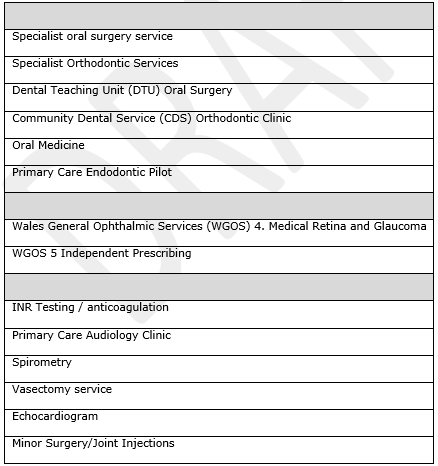 Specialist oral surgery service
Specialist Orthodontic Services
Dental Teaching Unit (DTU) Oral Surgery
Community Dental Service (CDS) Orthodontic Clinic
Oral Medicine
Primary Care Endodontic Pilot
Wales General Ophthalmic Services (WGOS) 4. Medical Retina and Glaucoma
WGOS 5 Independent Prescribing
INR Testing / anticoagulation
Primary Care Audiology Clinic
Spirometry
Vasectomy service
Echocardiogram
Minor Surgery/Joint Injections